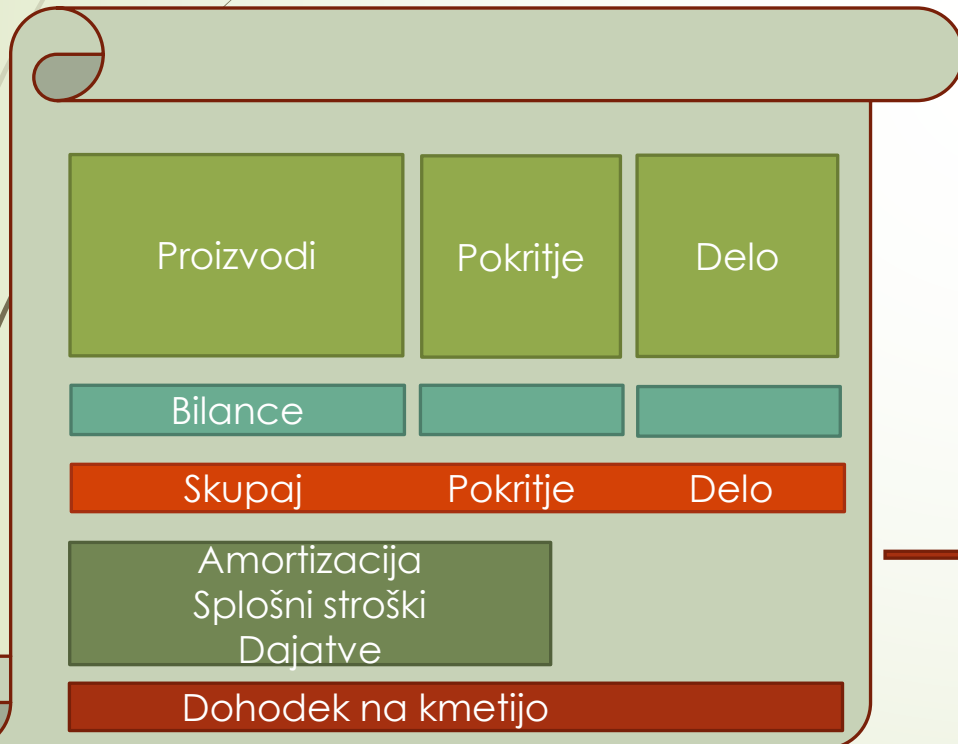 Proizvodi
Pokritje
Delo
Bilance
Skupaj Pokritje Delo
Amortizacija
Splošni stroški
Dajatve
Dohodek na kmetijo